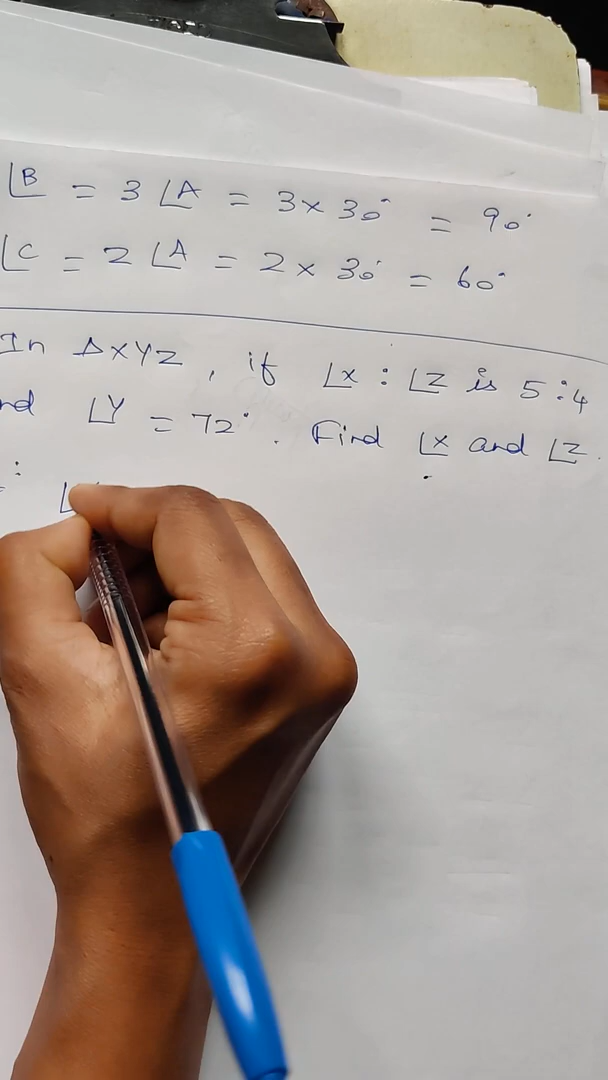 ∠B = 3 ∠A = 3 × 30° = 90°
∠C = 2 ∠A = 2 × 30° = 60°
In ΔXYZ, if ∠X : ∠Z is 5:4
nd ∠Y = 72°. Find ∠X and ∠Z.
: ∠